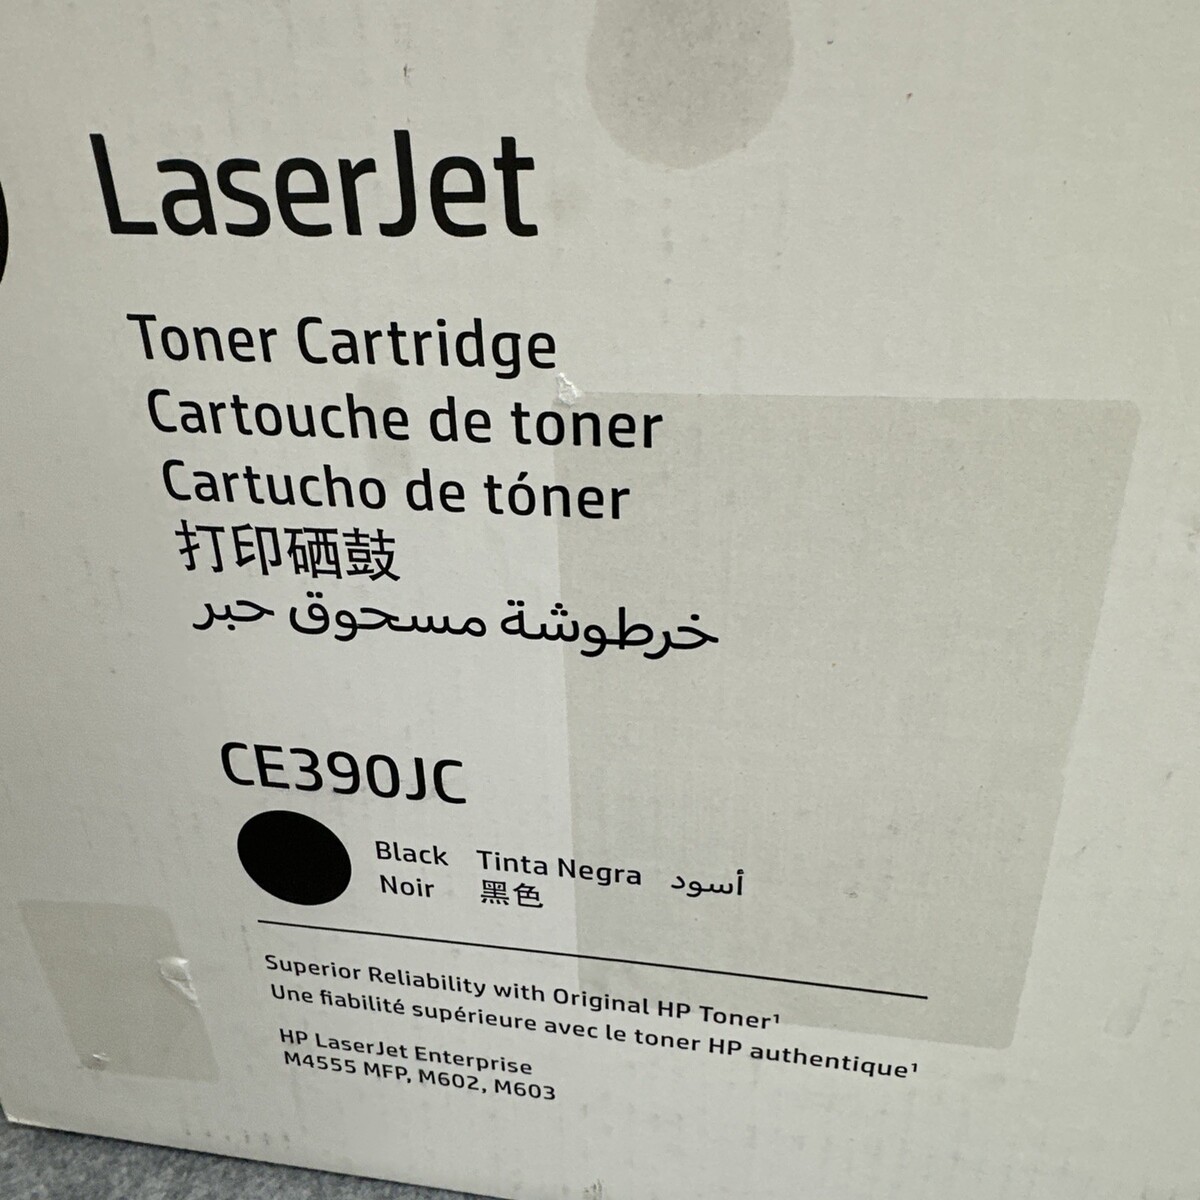 LaserJet
Toner Cartridge
Cartouche de toner
Cartucho de tóner
打印硒鼓
خرطوشة مسحوق حبر
CE390JC
Black Tinta Negra أسود
Noir 黑色
Superior Reliability with Original HP Toner¹
Une fiabilité supérieure avec le toner HP authentique¹
HP LaserJet Enterprise
M4555 MFP, M602, M603